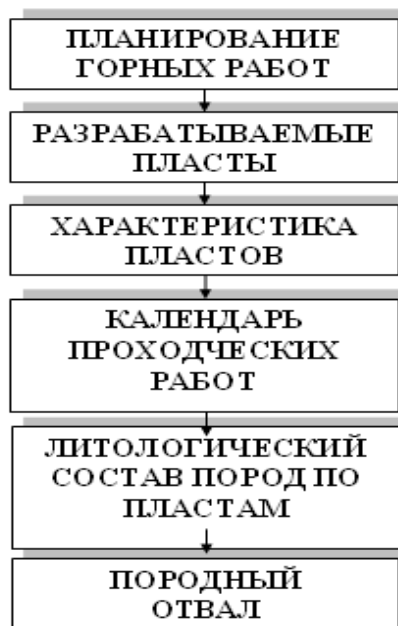 ПЛАНИРОВАНИЕ
ГОРНЫХ РАБОТ
РАЗРАБАТЫВАЕМЫЕ
ПЛАСТЫ
ХАРАКТЕРИСТИКА
ПЛАСТОВ
КАЛЕНДАРЬ
ПРОХОДЧЕСКИХ
РАБОТ
ЛИТОЛОГИЧЕСКИЙ
СОСТАВ ПОРОД ПО
ПЛАСТАМ
ПОРОДНЫЙ
ОТВАЛ